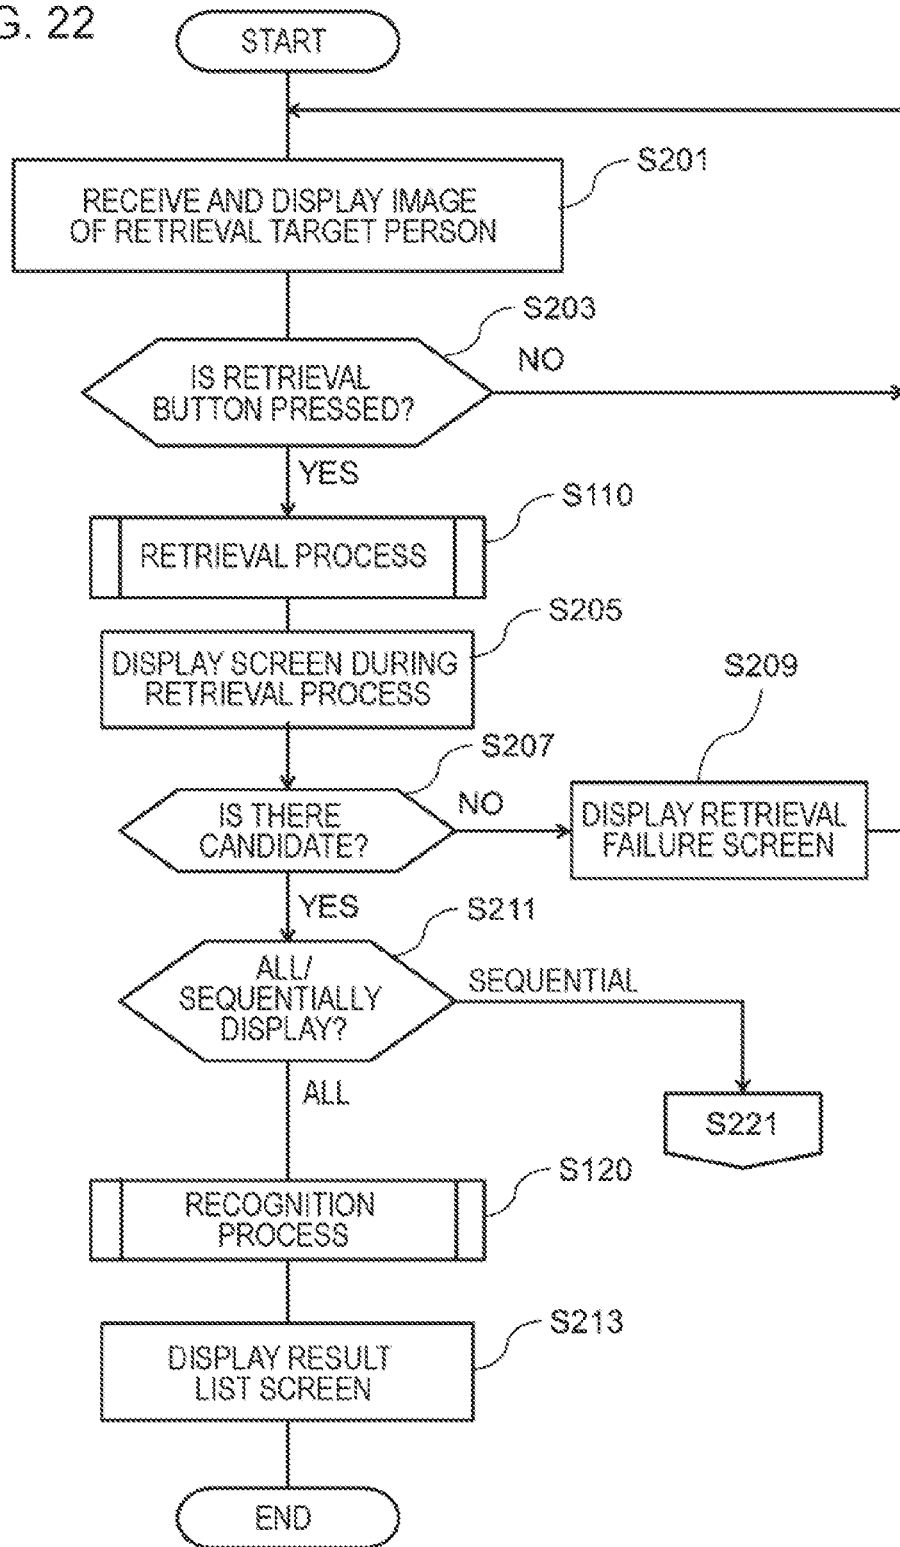 G. 22
START
S201
RECEIVE AND DISPLAY IMAGE
OF RETRIEVAL TARGET PERSON
S203
IS RETRIEVAL
BUTTON PRESSED?
NO
YES
S110
RETRIEVAL PROCESS
S205
DISPLAY SCREEN DURING
RETRIEVAL PROCESS
S209
S207
IS THERE
CANDIDATE?
NO
DISPLAY RETRIEVAL
FAILURE SCREEN
YES
S211
ALL/
SEQUENTIALLY
DISPLAY?
SEQUENTIAL
ALL
S221
S120
RECOGNITION
PROCESS
S213
DISPLAY RESULT
LIST SCREEN
END